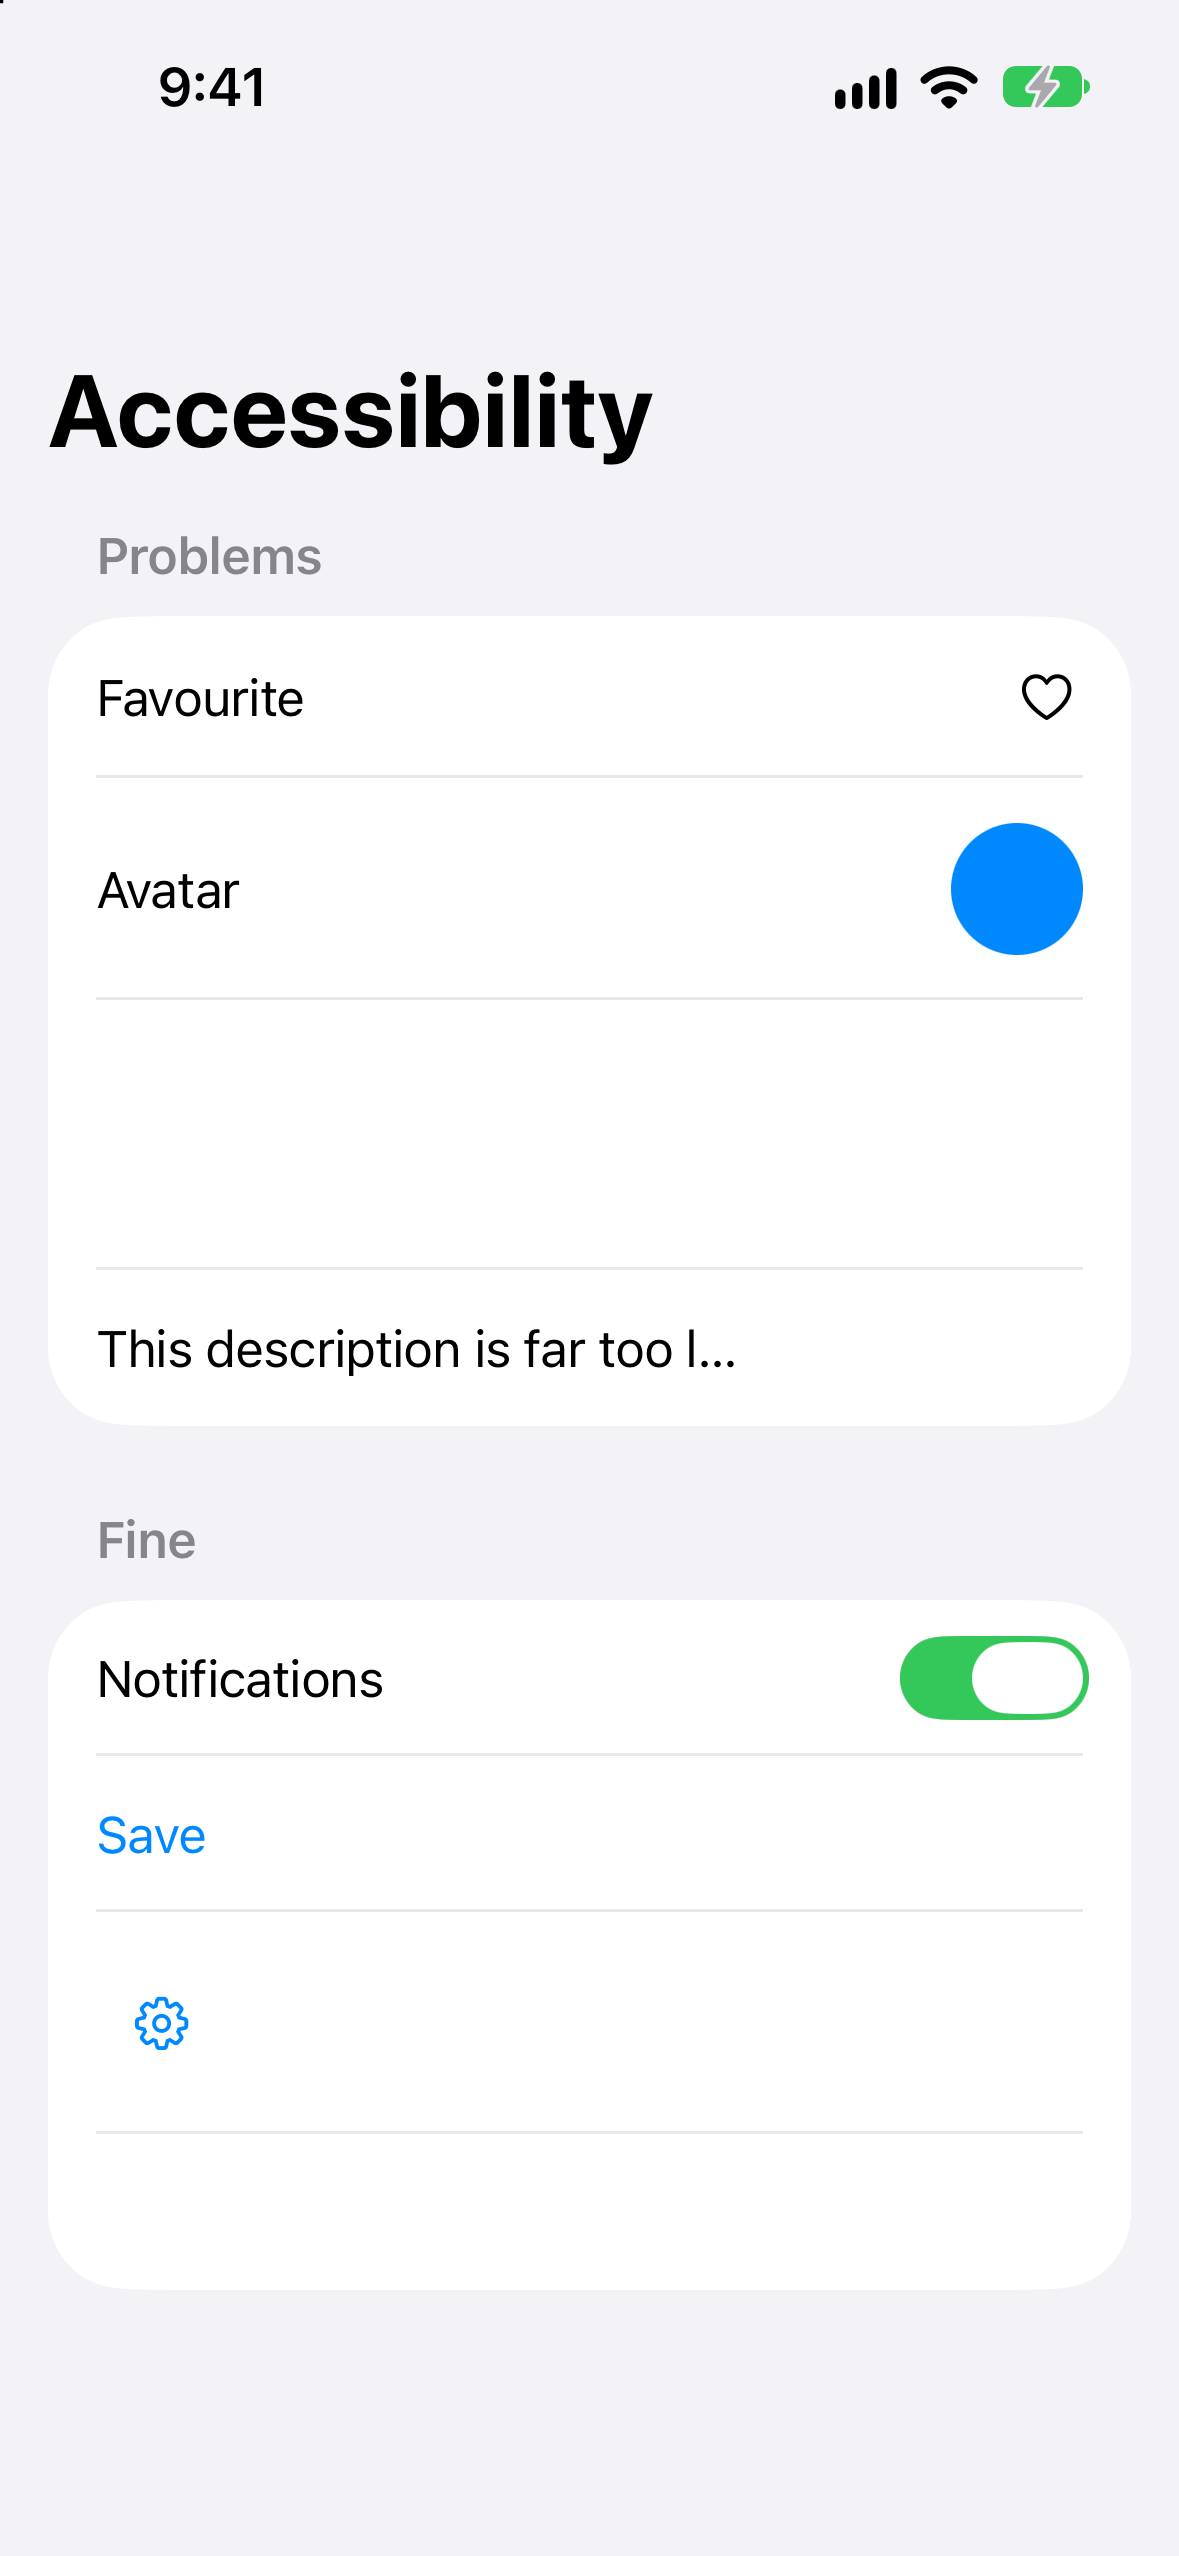 9:41
Accessibility
Problems
Favourite
Avatar
This description is far too l...
Fine
Notifications
Save